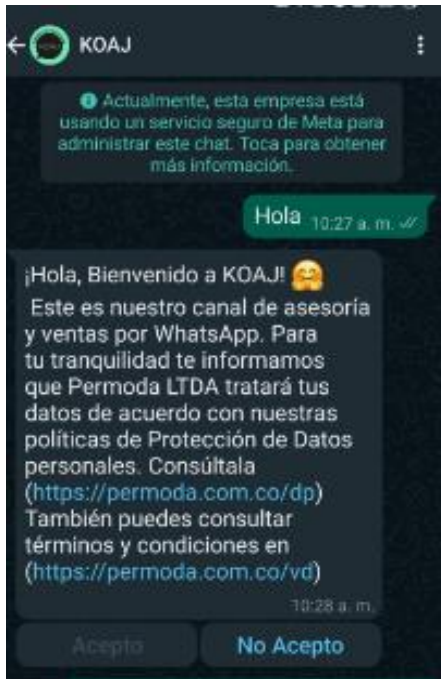 KOAJ
Actualmente, esta empresa está
usando un servicio seguro de Meta para
administrar este chat. Toca para obtener
más información.
Hola 10:27 a. m.
¡Hola, Bienvenido a KOAJ! 🤗
Este es nuestro canal de asesoría
y ventas por WhatsApp. Para
tu tranquilidad te informamos
que Permoda LTDA tratará tus
datos de acuerdo con nuestras
políticas de Protección de Datos
personales. Consúltala
(https://permoda.com.co/dp)
También puedes consultar
términos y condiciones en
(https://permoda.com.co/vd)
10:28 a. m.
Acepto No Acepto